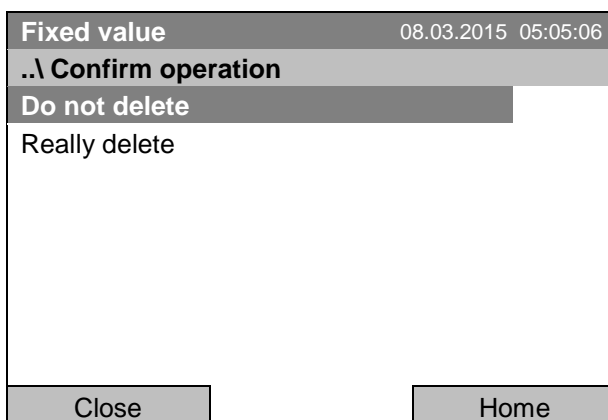 Fixed value 08.03.2015 05:05:06
..\ Confirm operation
Do not delete
Really delete
Close Home